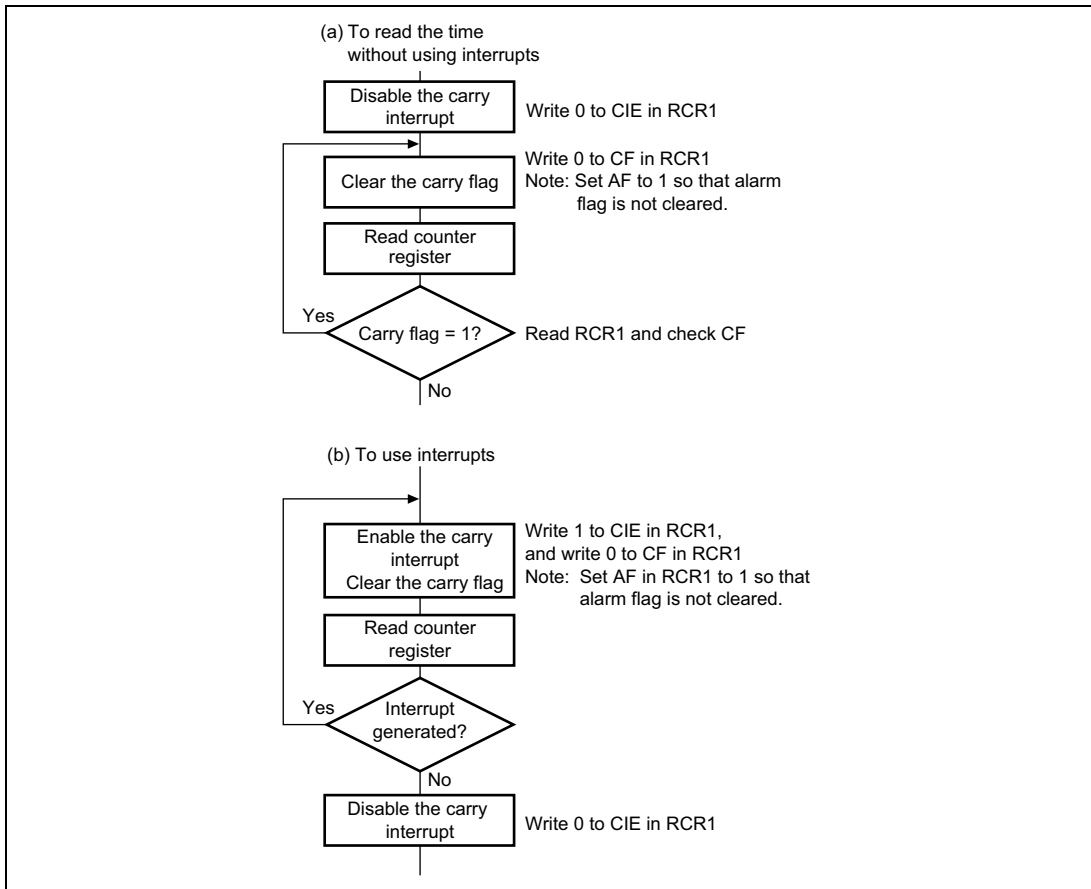 (a) To read the time
without using interrupts
Disable the carry
interrupt
Write 0 to CIE in RCR1
Clear the carry flag
Write 0 to CF in RCR1
Note: Set AF to 1 so that alarm
flag is not cleared.
Read counter
register
Yes
Carry flag = 1?
Read RCR1 and check CF
No
(b) To use interrupts
Enable the carry
interrupt
Clear the carry flag
Write 1 to CIE in RCR1,
and write 0 to CF in RCR1
Note: Set AF in RCR1 to 1 so that
alarm flag is not cleared.
Read counter
register
Yes
Interrupt
generated?
No
Disable the carry
interrupt
Write 0 to CIE in RCR1